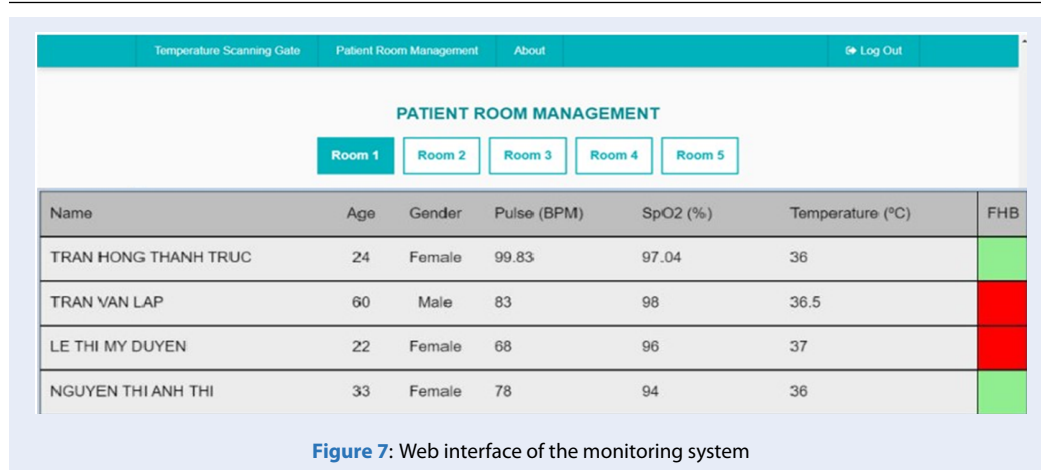 Temperature Scanning Gate Patient Room Management About Log Out
PATIENT ROOM MANAGEMENT
Room 1 Room 2 Room 3 Room 4 Room 5
Name Age Gender Pulse (BPM) SpO2 (%) Temperature (ºC) FHB
TRAN HONG THANH TRUC 24 Female 99.83 97.04 36
TRAN VAN LAP 60 Male 83 98 36.5
LE THI MY DUYEN 22 Female 68 96 37
NGUYEN THI ANH THI 33 Female 78 94 36
Figure 7: Web interface of the monitoring system